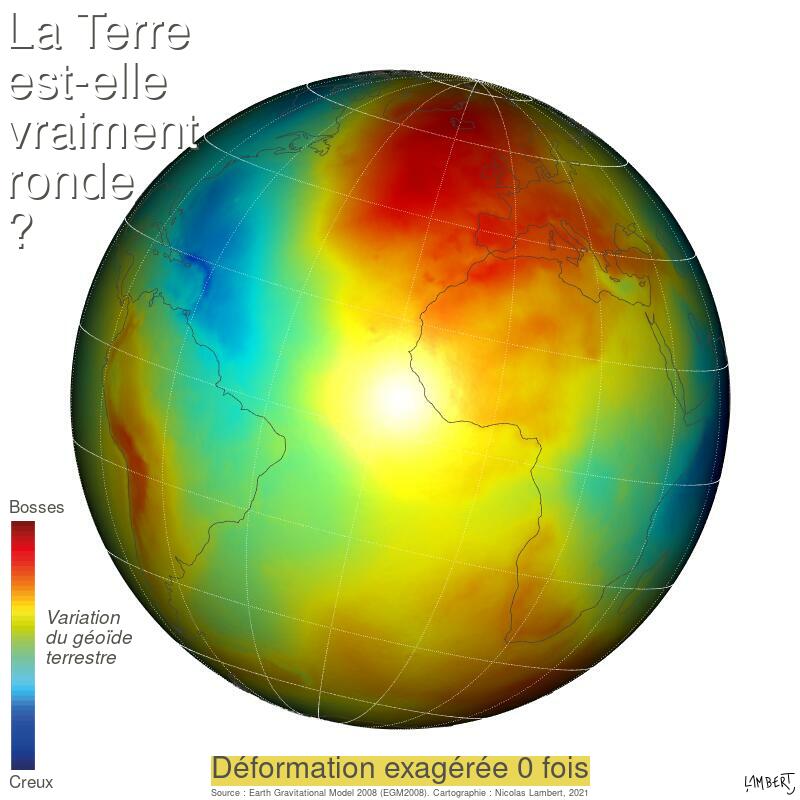 La Terre
est-elle
vraiment
ronde
?
Bosses
Variation
du géoïde
terrestre
Creux
Déformation exagérée 0 fois
Source : Earth Gravitational Model 2008 (EGM2008). Cartographie : Nicolas Lambert, 2021
LAMBERT